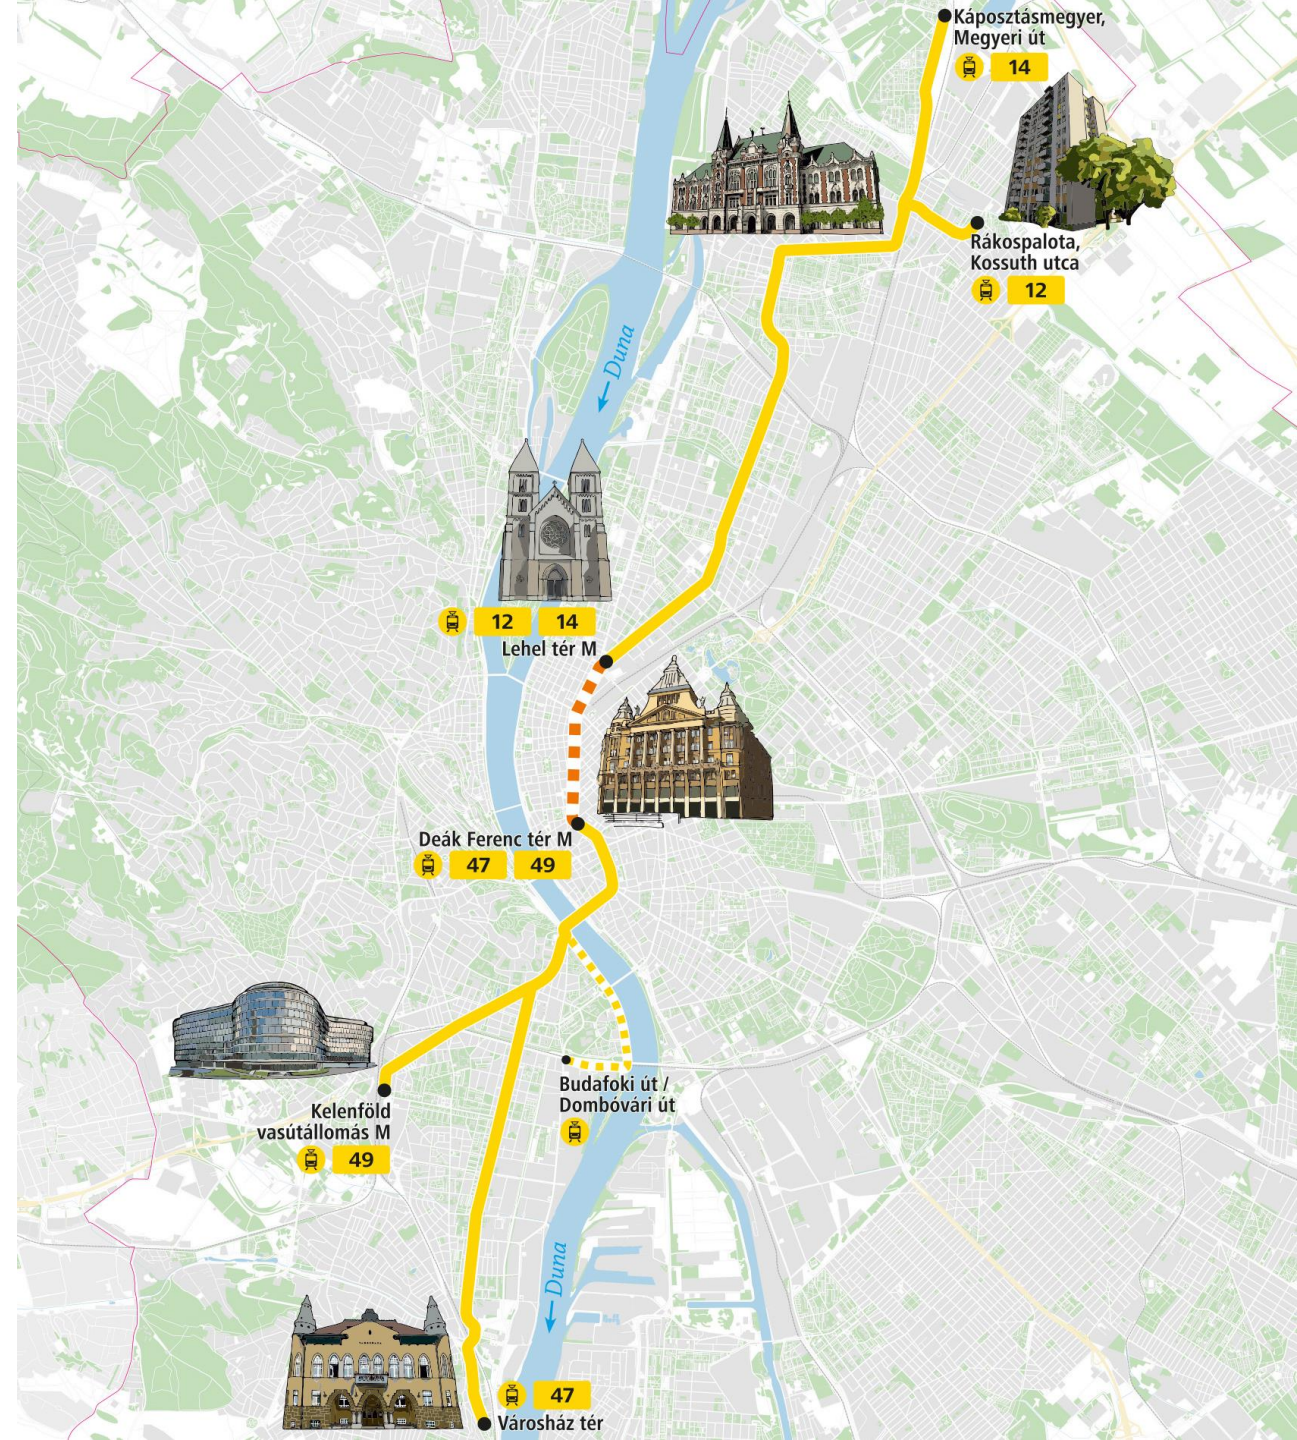 Káposztásmegyer,
Megyeri út
14
Rákospalota,
Kossuth utca
12
← Duna
12 14
Lehel tér M
Deák Ferenc tér M
47 49
Kelenföld
vasútállomás M
49
Budafoki út /
Dombóvári út
← Duna
47
Városház tér